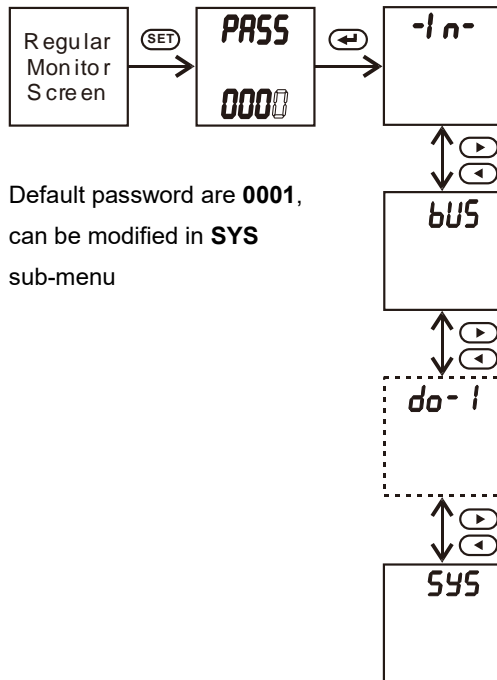 Regular
Monitor
Screen
SET
PASS
0000
-In-
Default password are 0001,
can be modified in SYS
sub-menu
bUS
do-1
SYS